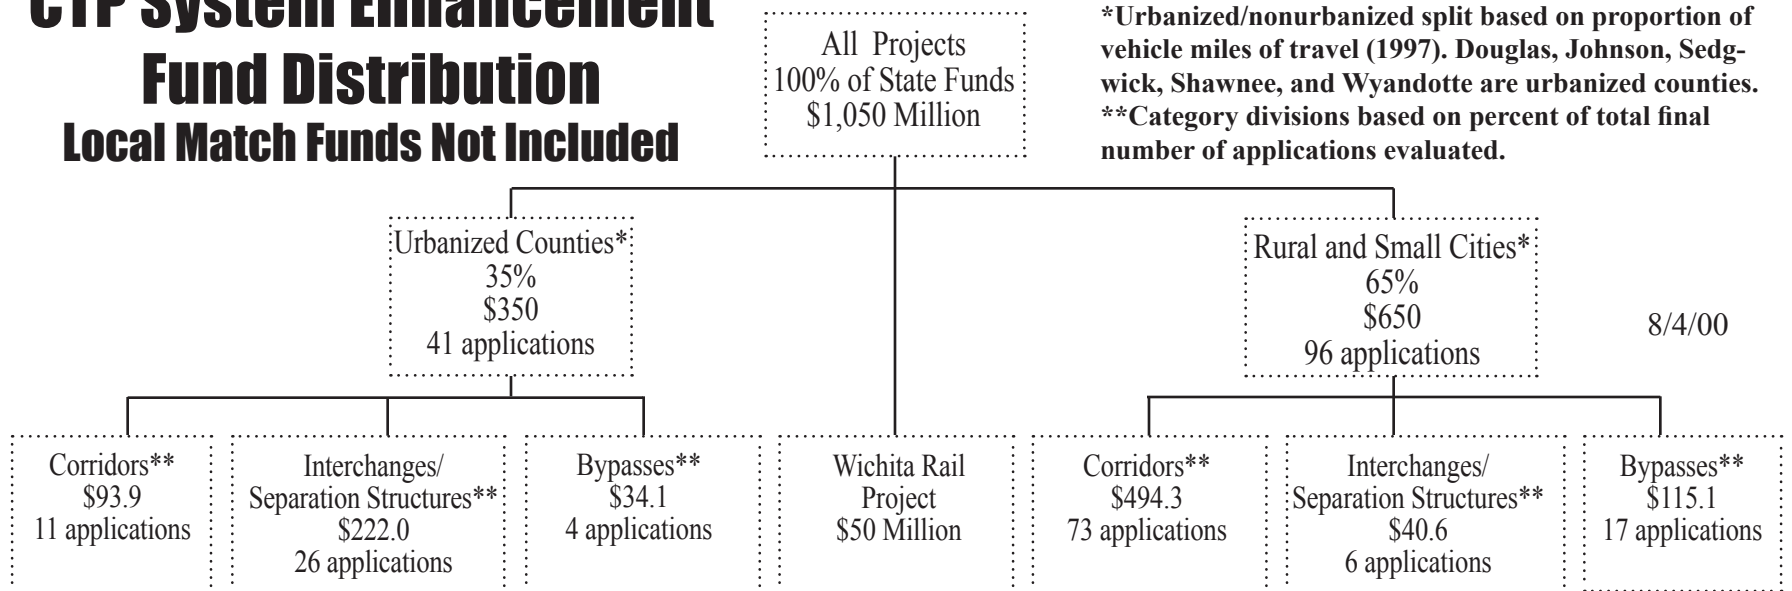 CTP System Enhancement
Fund Distribution
Local Match Funds Not Included
All Projects
100% of State Funds
$1,050 Million
*Urbanized/nonurbanized split based on proportion of
vehicle miles of travel (1997). Douglas, Johnson, Sedg-
wick, Shawnee, and Wyandotte are urbanized counties.
**Category divisions based on percent of total final
number of applications evaluated.
Urbanized Counties*
35%
$350
41 applications
Rural and Small Cities*
65%
$650
96 applications
8/4/00
Corridors**
$93.9
11 applications
Interchanges/
Separation Structures**
$222.0
26 applications
Bypasses**
$34.1
4 applications
Wichita Rail
Project
$50 Million
Corridors**
$494.3
73 applications
Interchanges/
Separation Structures**
$40.6
6 applications
Bypasses**
$115.1
17 applications